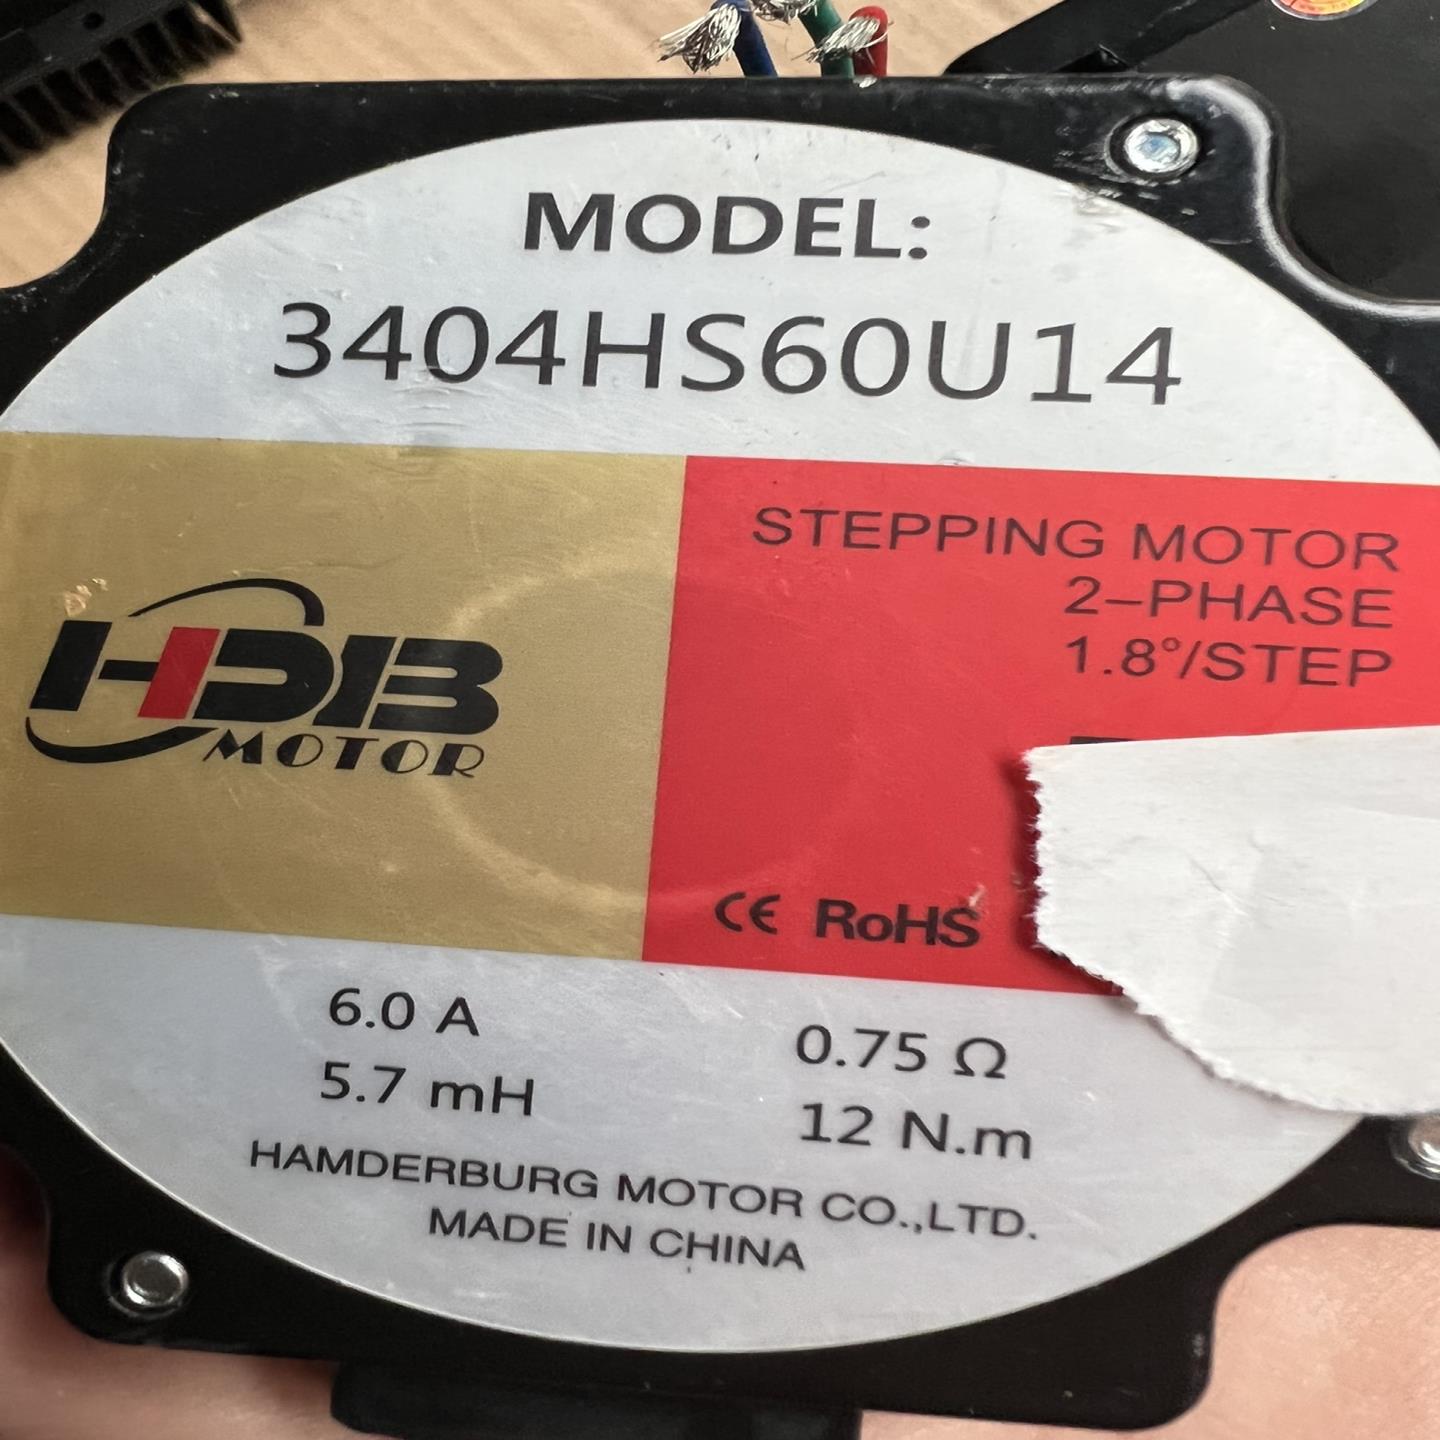 MODEL:
3404HS60U14
STEPPING MOTOR
2-PHASE
1.8°/STEP
HDB
MOTOR
CE RoHS
6.0 A
0.75 Ω
5.7 mH
12 N.m
HAMDERBURG MOTOR CO.,LTD.
MADE IN CHINA